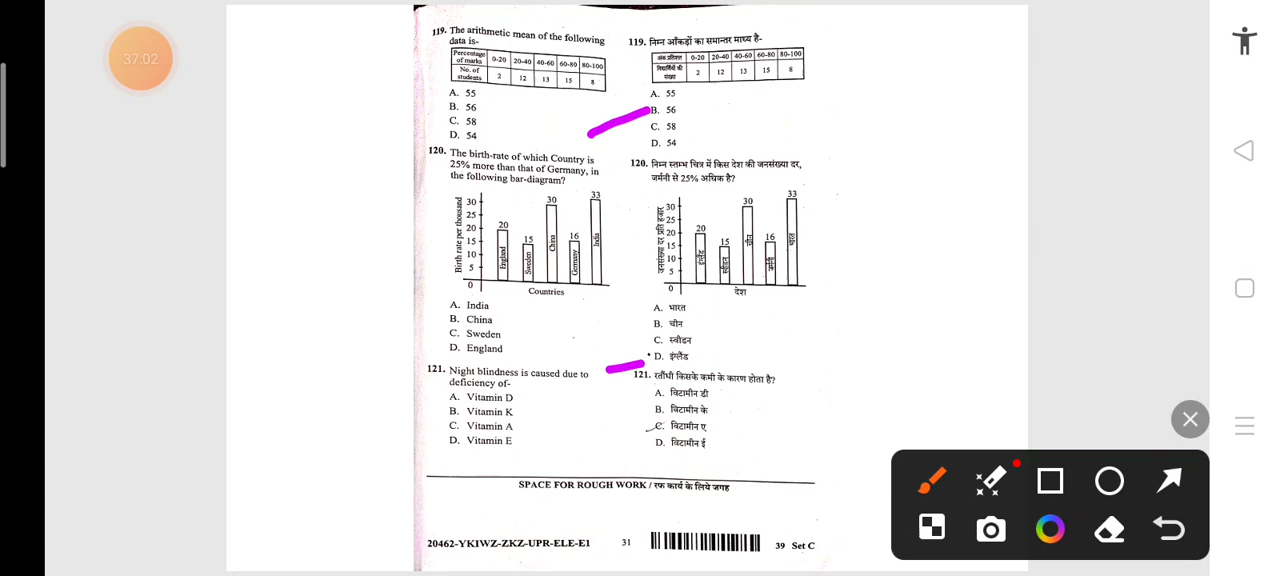 37:02
119. The arithmetic mean of the following
data is-
Percentage of marks 0-20 20-40 40-60 60-80 80-100
No. of students 2 12 13 15 8
A. 55
B. 56
C. 58
D. 54
120. The birth-rate of which Country is
25% more than that of Germany, in
the following bar-diagram?
Birth rate per thousand
30
25
20
15
10
5
0
20 England
15 Sweden
30 China
16 Germany
33 India
Countries
A. India
B. China
C. Sweden
D. England
121. Night blindness is caused due to
deficiency of-
A. Vitamin D
B. Vitamin K
C. Vitamin A
D. Vitamin E
119. निम्न आँकड़ों का समान्तर माध्य है-
अंक प्रतिशत 0-20 20-40 40-60 60-80 80-100
विद्यार्थियों की संख्या 2 12 13 15 8
A. 55
B. 56
C. 58
D. 54
120. निम्न स्तम्भ चित्र में किस देश की जनसंख्या दर,
जर्मनी से 25% अधिक है?
जनसंख्या दर प्रति हजार
30
25
20
15
10
5
0
20 इंग्लैंड
15 स्वीडन
30 चीन
16 जर्मनी
33 भारत
देश
A. भारत
B. चीन
C. स्वीडन
D. इंग्लैंड
121. रतौंधी किसके कमी के कारण होता है?
A. विटामीन डी
B. विटामीन के
C. विटामीन ए
D. विटामीन ई
SPACE FOR ROUGH WORK / रफ कार्य के लिये जगह
20462-YKIWZ-ZKZ-UPR-ELE-E1 31 39 Set C